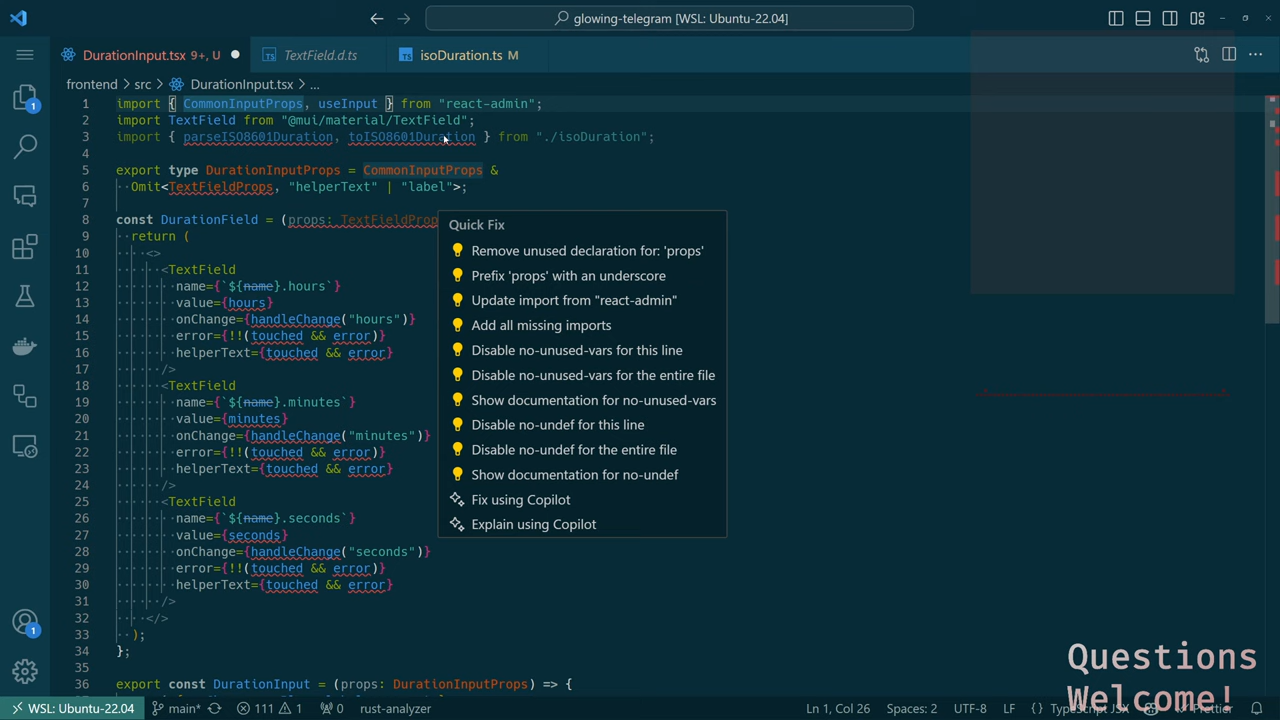 glowing-telegram [WSL: Ubuntu-22.04]
DurationInput.tsx 9+, U
TextField.d.ts
isoDuration.ts M
frontend > src > DurationInput.tsx > ...
1 import { CommonInputProps, useInput } from "react-admin";
2 import TextField from "@mui/material/TextField";
3 import { parseISO8601Duration, toISO8601Duration } from "./isoDuration";
4
5 export type DurationInputProps = CommonInputProps &
6 Omit<TextFieldProps, "helperText" | "label">;
7
8 const DurationField = (props: TextFieldProp
9 return (
10 <>
11 <TextField
12 name={`${name}.hours`}
13 value={hours}
14 onChange={handleChange("hours")}
15 error={!!(touched && error)}
16 helperText={touched && error}
17 />
18 <TextField
19 name={`${name}.minutes`}
20 value={minutes}
21 onChange={handleChange("minutes")}
22 error={!!(touched && error)}
23 helperText={touched && error}
24 />
25 <TextField
26 name={`${name}.seconds`}
27 value={seconds}
28 onChange={handleChange("seconds")}
29 error={!!(touched && error)}
30 helperText={touched && error}
31 />
32 </>
33 );
34 };
35
36 export const DurationInput = (props: DurationInputProps) => {
Quick Fix
Remove unused declaration for: 'props'
Prefix 'props' with an underscore
Update import from "react-admin"
Add all missing imports
Disable no-unused-vars for this line
Disable no-unused-vars for the entire file
Show documentation for no-unused-vars
Disable no-undef for this line
Disable no-undef for the entire file
Show documentation for no-undef
Fix using Copilot
Explain using Copilot
1
1
Questions
Welcome!
WSL: Ubuntu-22.04 main* 111 1 0 rust-analyzer Ln 1, Col 26 Spaces: 2 UTF-8 LF TypeScript JSX Prettier